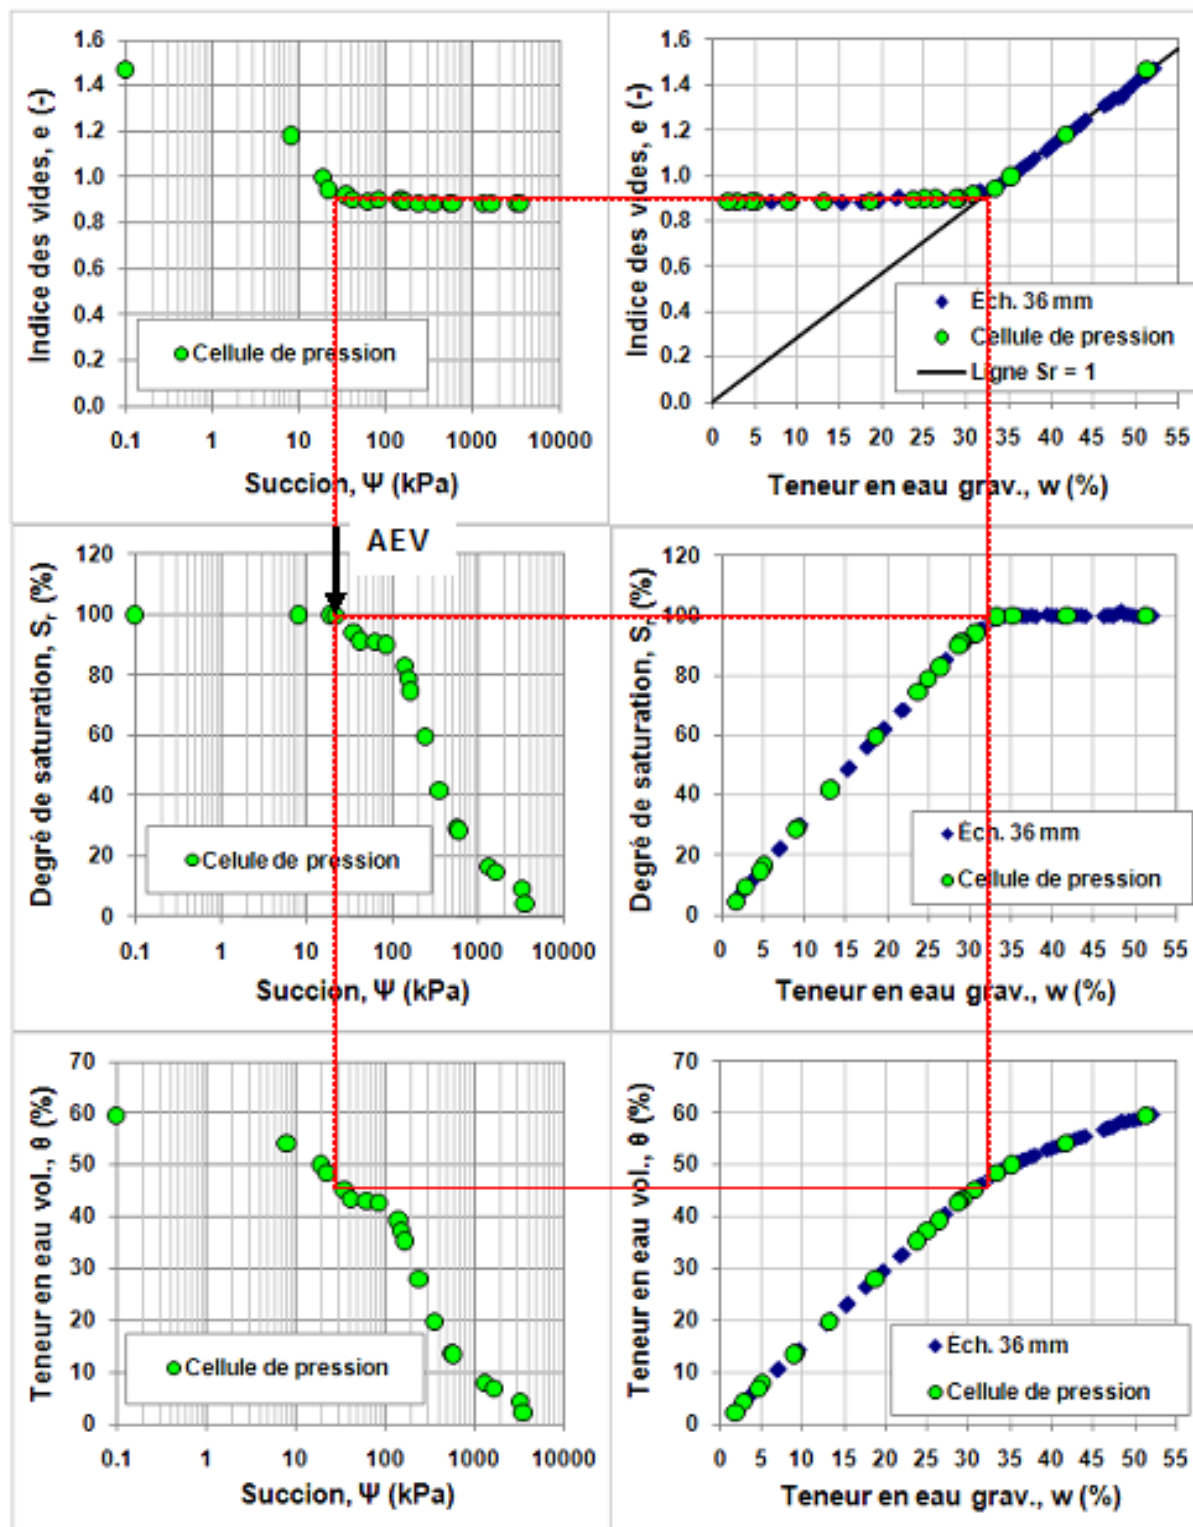 Indice des vides, e (-)
1.6
1.4
1.2
1.0
0.8
0.6
0.4
0.2
0.0
Cellule de pression
0.1 1 10 100 1000 10000
Succion, Ψ (kPa)
Indice des vides, e (-)
1.6
1.4
1.2
1.0
0.8
0.6
0.4
0.2
0.0
Éch. 36 mm
Cellule de pression
Ligne Sr = 1
0 5 10 15 20 25 30 35 40 45 50 55
Teneur en eau grav., w (%)
AEV
Degré de saturation, Sr (%)
120
100
80
60
40
20
0
Celule de pression
0.1 1 10 100 1000 10000
Succion, Ψ (kPa)
Degré de saturation, Sr (%)
120
100
80
60
40
20
0
Éch. 36 mm
Cellule de pression
0 5 10 15 20 25 30 35 40 45 50 55
Teneur en eau grav., w (%)
Teneur en eau vol., θ (%)
70
60
50
40
30
20
10
0
Cellule de pression
0.1 1 10 100 1000 10000
Succion, Ψ (kPa)
Teneur en eau vol., θ (%)
70
60
50
40
30
20
10
0
Éch. 36 mm
Cellule de pression
0 5 10 15 20 25 30 35 40 45 50 55
Teneur en eau grav., w (%)